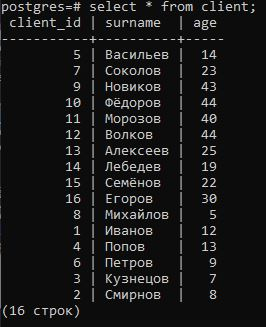 postgres=# select * from client;
client_id | surname | age
-----------+----------+-----
5 | Васильев | 14
7 | Соколов | 23
9 | Новиков | 43
10 | Фёдоров | 44
11 | Морозов | 40
12 | Волков | 44
13 | Алексеев | 25
14 | Лебедев | 19
15 | Семёнов | 22
16 | Егоров | 30
8 | Михайлов | 5
1 | Иванов | 12
4 | Попов | 13
6 | Петров | 9
3 | Кузнецов | 7
2 | Смирнов | 8
(16 строк)